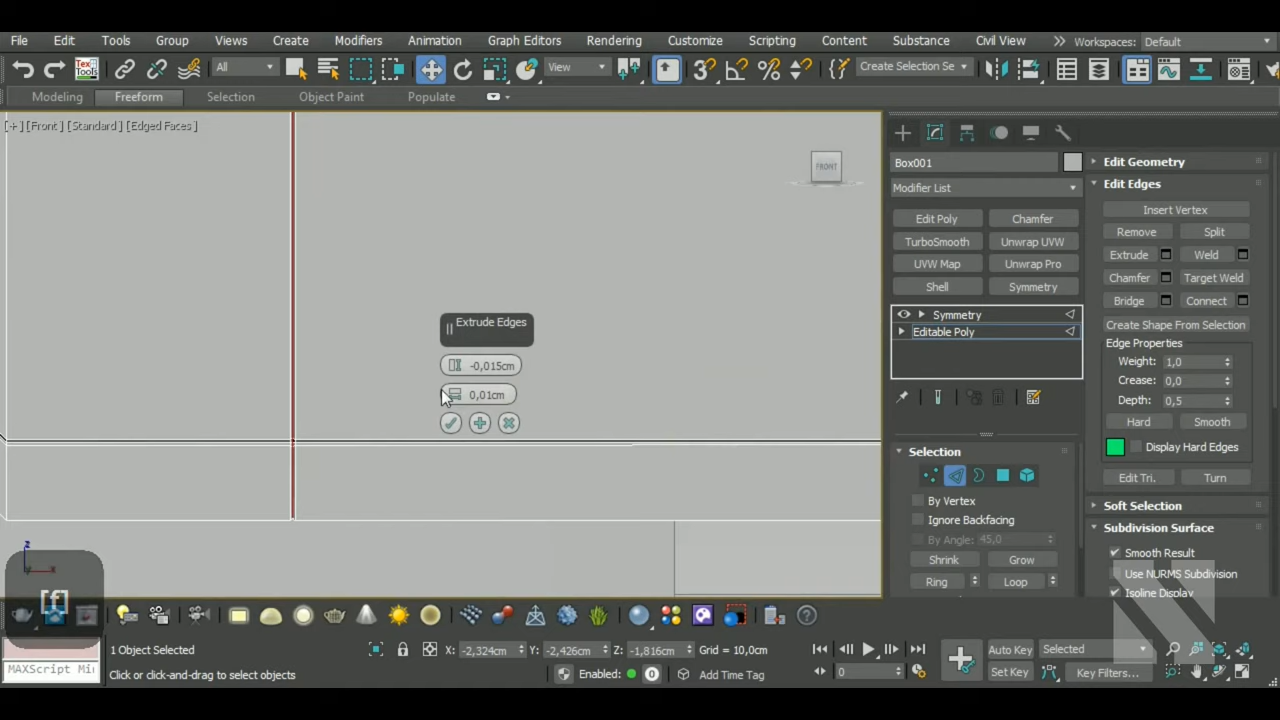 File Edit Tools Group Views Create Modifiers Animation Graph Editors Rendering Customize Scripting Content Substance Civil View Workspaces: Default
Tex Tools All View Create Selection Se
Modeling Freeform Selection Object Paint Populate
[+] [Front] [Standard] [Edged Faces]
FRONT
Box001
Modifier List
Edit Poly Chamfer
TurboSmooth Unwrap UVW
UVW Map Unwrap Pro
Shell Symmetry
Symmetry
Editable Poly
Selection
By Vertex
Ignore Backfacing
By Angle: 45,0
Shrink Grow
Ring Loop
Edit Geometry
Edit Edges
Insert Vertex
Remove Split
Extrude Weld
Chamfer Target Weld
Bridge Connect
Create Shape From Selection
Edge Properties
Weight: 1,0
Crease: 0,0
Depth: 0,5
Hard Smooth
Display Hard Edges
Edit Tri. Turn
Soft Selection
Subdivision Surface
Smooth Result
Use NURMS Subdivision
Isoline Display
Extrude Edges
-0,015cm
0,01cm
[f]
1 Object Selected X: -2,324cm Y: -2,426cm Z: -1,816cm Grid = 10,0cm Auto Key Selected
MAXScript Mi Click or click-and-drag to select objects Enabled: 0 Add Time Tag 0 Set Key Key Filters...